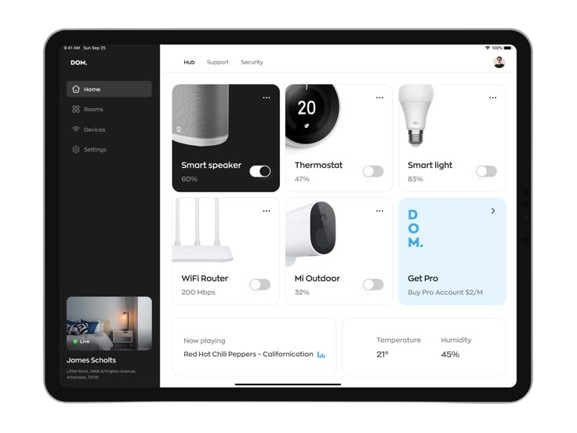 9:41 AM Sun Sep 25
100%
DOM.
Hub Support Security
Home
Rooms
Devices
Settings
Smart speaker
60%
20
Thermostat
47%
Smart light
83%
WiFi Router
200 Mbps
Mi Outdoor
32%
D
O
M.
Get Pro
Buy Pro Account $2/M
Live
James Scholts
Little Rock, 1488 Arlington Avenue,
Arkansas, 72118
Now playing
Red Hot Chili Peppers - Californication
Temperature
21°
Humidity
45%